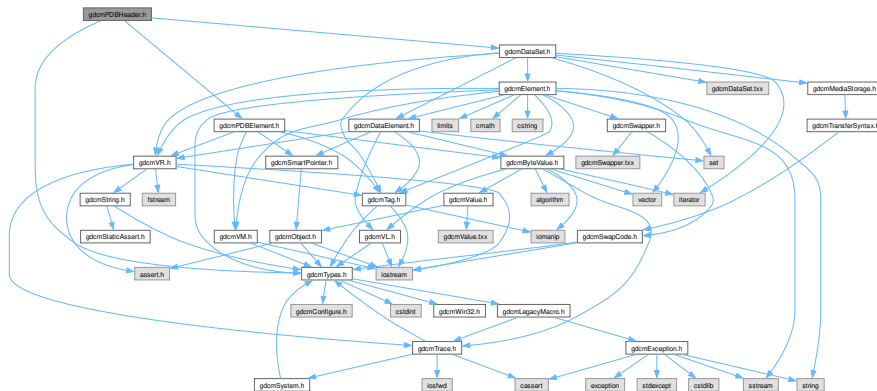 gdcmPDBHeader.h
gdcmDataSet.h
gdcmElement.h
gdcmDataSet.txx
gdcmMediaStorage.h
gdcmPDBElement.h
gdcmDataElement.h
limits
cmath
cstring
gdcmSwapper.h
gdcmTransferSyntax.h
gdcmVR.h
gdcmSmartPointer.h
gdcmByteValue.h
gdcmSwapper.txx
set
gdcmString.h
fstream
gdcmTag.h
gdcmValue.h
algorithm
vector
iterator
gdcmStaticAssert.h
gdcmVM.h
gdcmObject.h
gdcmVL.h
gdcmValue.txx
iomanip
gdcmSwapCode.h
assert.h
gdcmTypes.h
iostream
gdcmConfigure.h
cstdint
gdcmWin32.h
gdcmLegacyMacro.h
gdcmTrace.h
gdcmException.h
gdcmSystem.h
iosfwd
cassert
exception
stdexcept
cstdlib
sstream
string